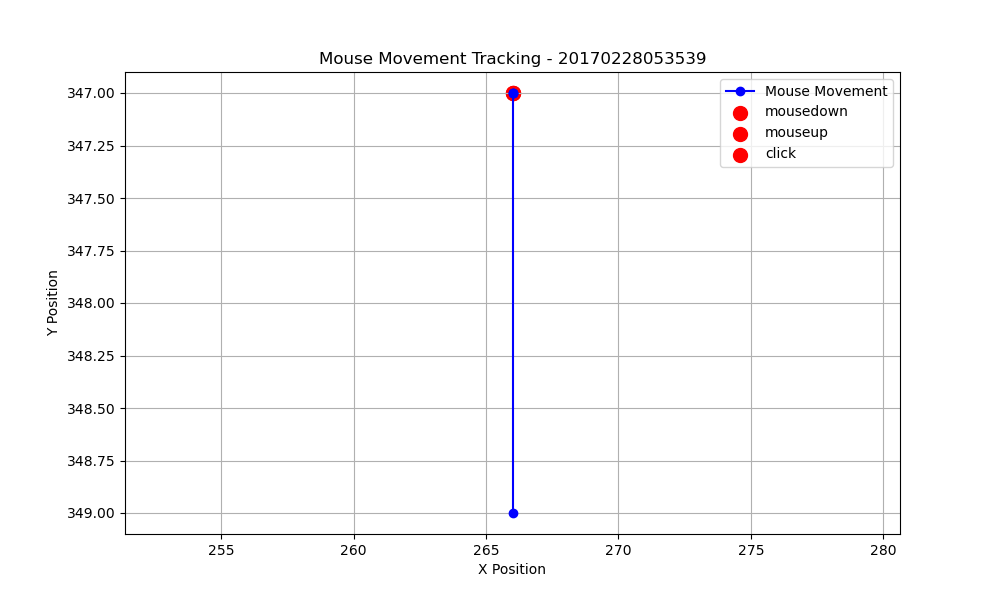 Mouse Movement Tracking - 20170228053539
Mouse Movement
mousedown
mouseup
click
Y Position
347.00
347.25
347.50
347.75
348.00
348.25
348.50
348.75
349.00
255 260 265 270 275 280
X Position